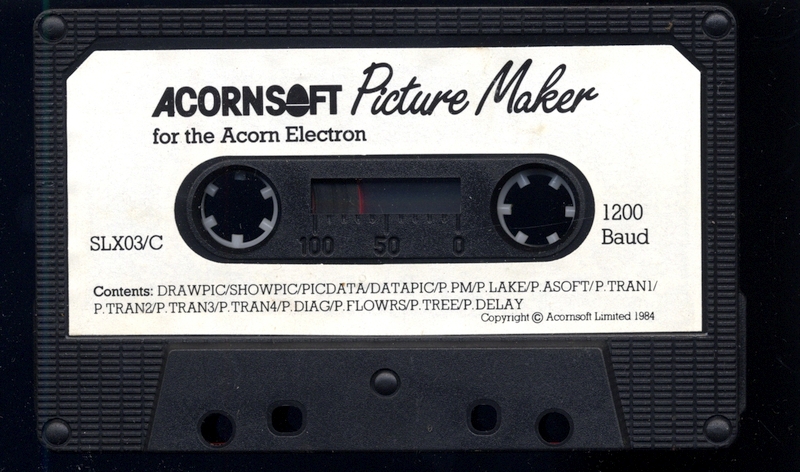 ACORNSOFT Picture Maker
for the Acorn Electron
SLX03/C
100 50 0
1200
Baud
Contents: DRAWPIC/SHOWPIC/PICDATA/DATAPIC/P.PM/P.LAKE/P.ASOFT/P.TRAN1/
P.TRAN2/P.TRAN3/P.TRAN4/P.DIAG/P.FLOWRS/P.TREE/P.DELAY
Copyright © Acornsoft Limited 1984